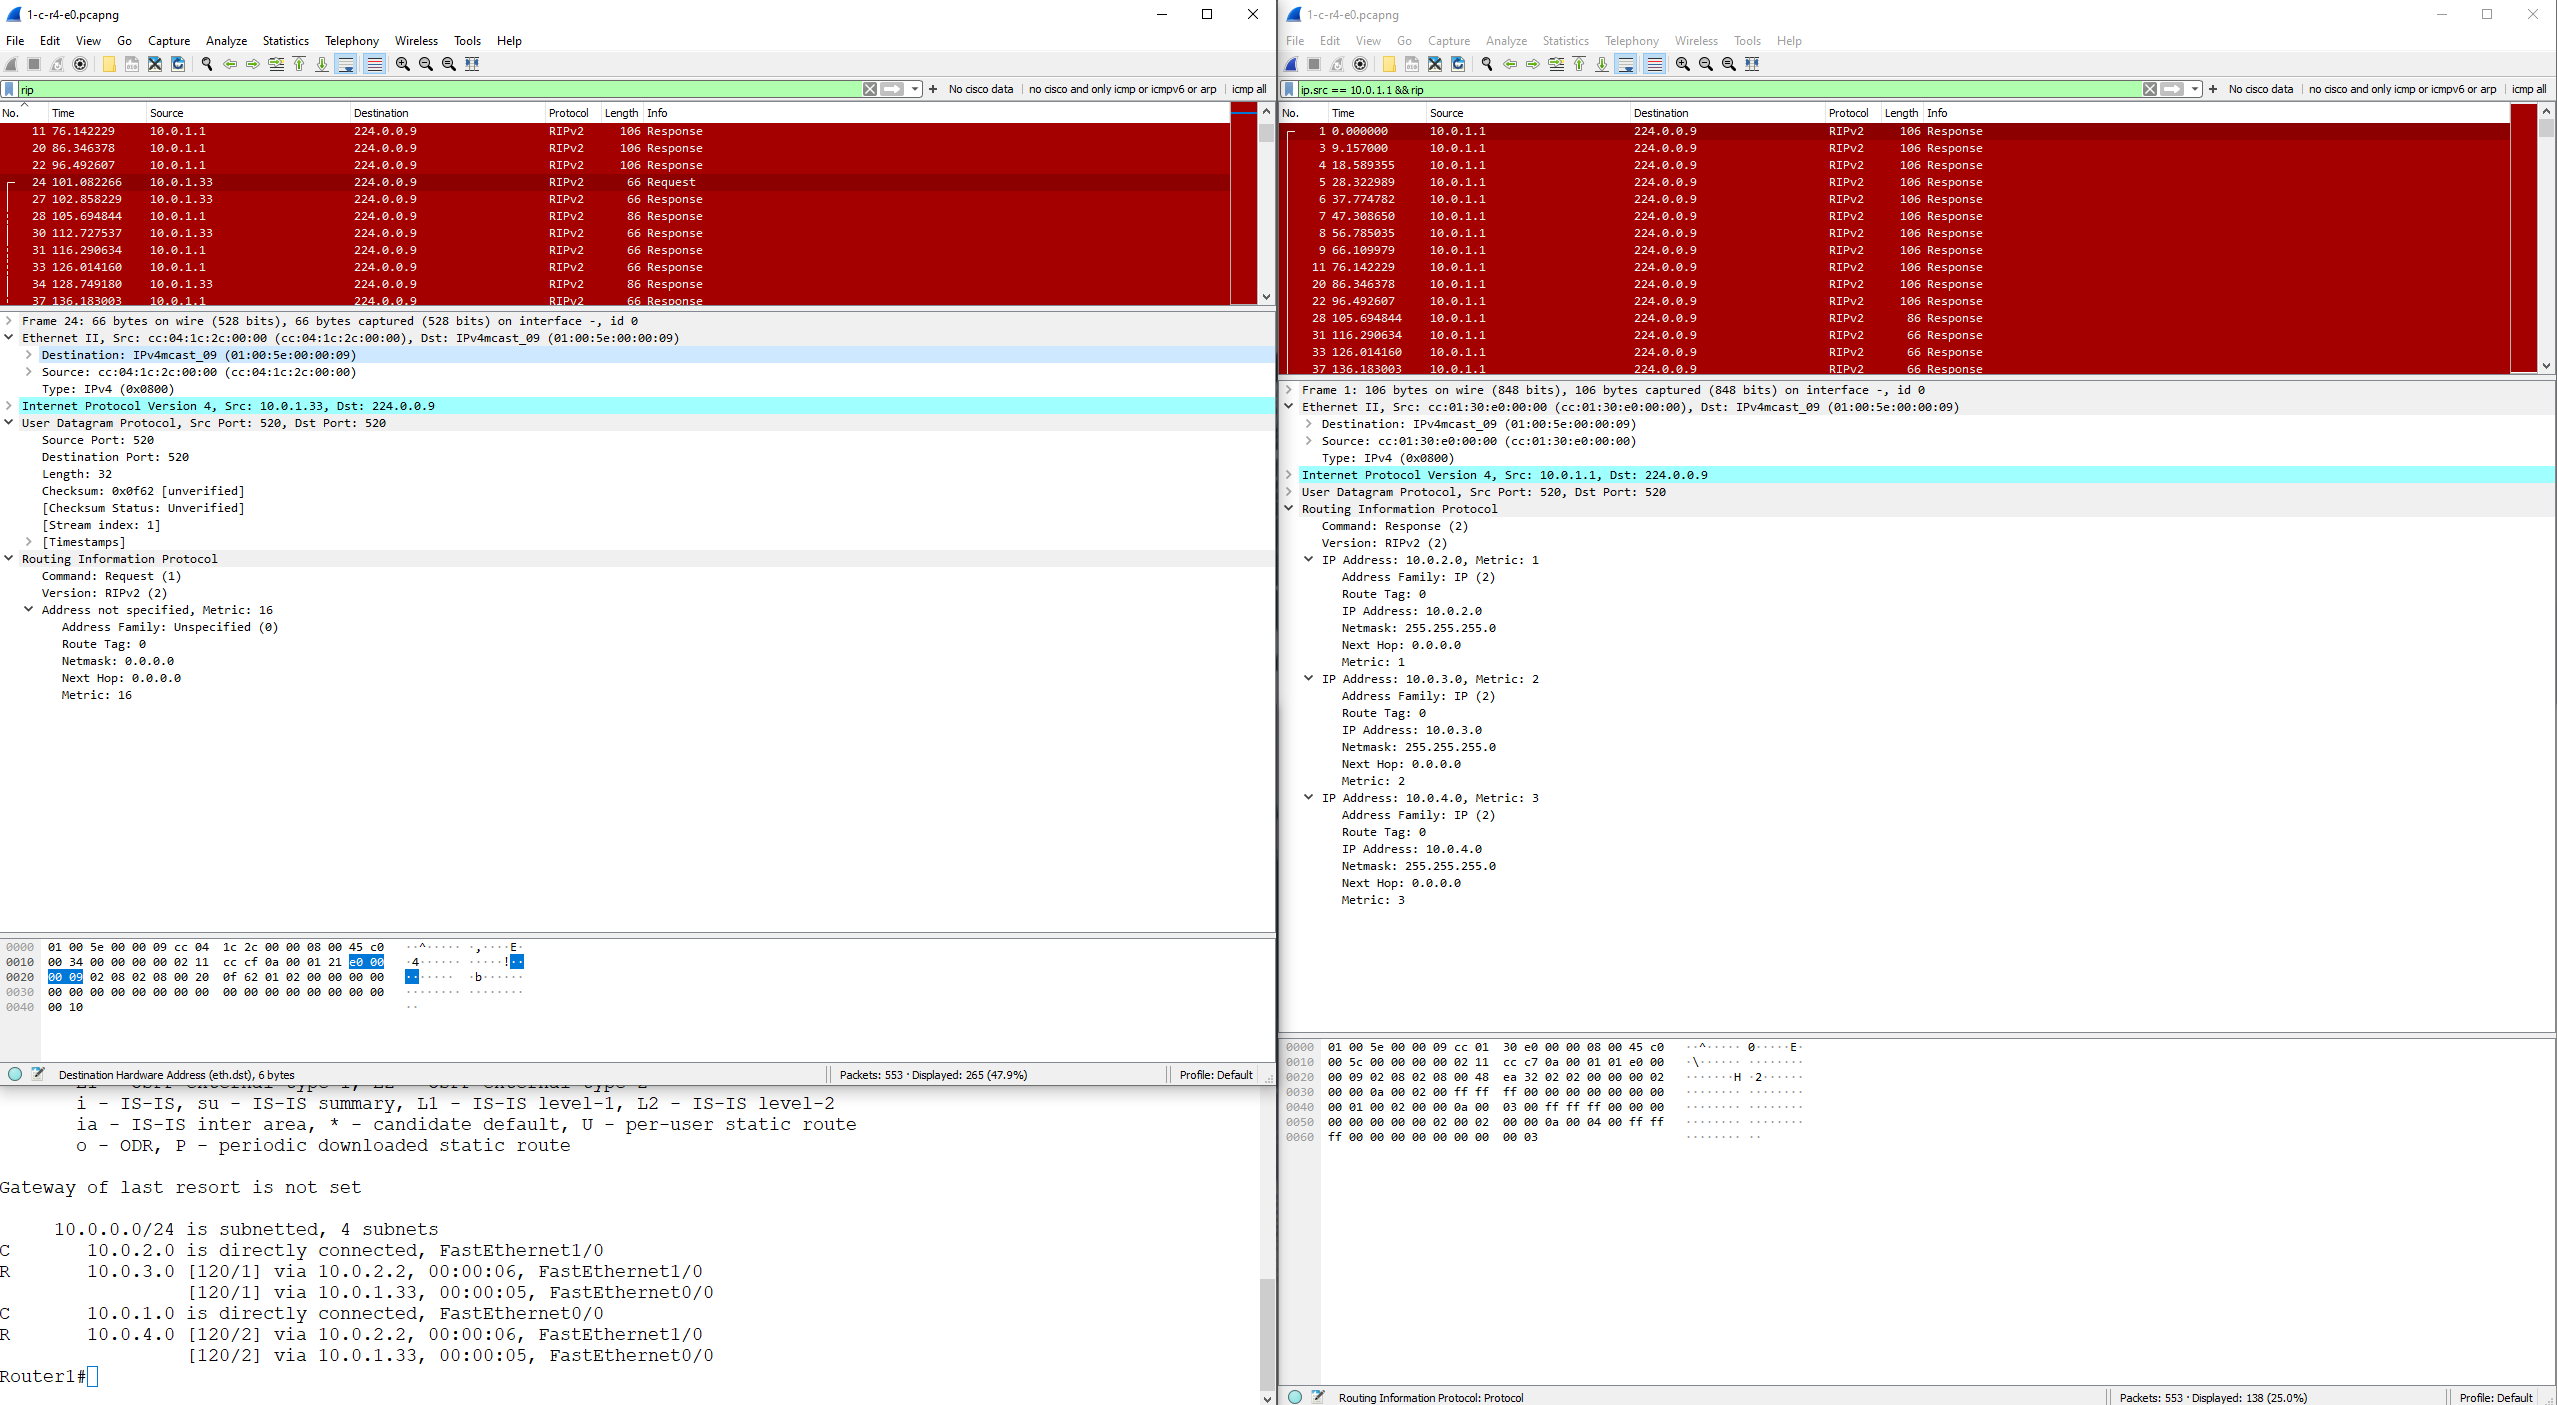 1-c-r4-e0.pcapng
File Edit View Go Capture Analyze Statistics Telephony Wireless Tools Help
rip
No cisco data no cisco and only icmp or icmpv6 or arp icmp all
No. Time Source Destination Protocol Length Info
11 76.142229 10.0.1.1 224.0.0.9 RIPv2 106 Response
20 86.346378 10.0.1.1 224.0.0.9 RIPv2 106 Response
22 96.492607 10.0.1.1 224.0.0.9 RIPv2 106 Response
24 101.082266 10.0.1.33 224.0.0.9 RIPv2 66 Request
27 102.858229 10.0.1.33 224.0.0.9 RIPv2 66 Response
28 105.694844 10.0.1.1 224.0.0.9 RIPv2 86 Response
30 112.727537 10.0.1.33 224.0.0.9 RIPv2 66 Response
31 116.290634 10.0.1.1 224.0.0.9 RIPv2 66 Response
33 126.014160 10.0.1.1 224.0.0.9 RIPv2 66 Response
34 128.749180 10.0.1.33 224.0.0.9 RIPv2 86 Response
37 136.183003 10.0.1.1 224.0.0.9 RIPv2 66 Response
Frame 24: 66 bytes on wire (528 bits), 66 bytes captured (528 bits) on interface -, id 0
Ethernet II, Src: cc:04:1c:2c:00:00 (cc:04:1c:2c:00:00), Dst: IPv4mcast_09 (01:00:5e:00:00:09)
Destination: IPv4mcast_09 (01:00:5e:00:00:09)
Source: cc:04:1c:2c:00:00 (cc:04:1c:2c:00:00)
Type: IPv4 (0x0800)
Internet Protocol Version 4, Src: 10.0.1.33, Dst: 224.0.0.9
User Datagram Protocol, Src Port: 520, Dst Port: 520
Source Port: 520
Destination Port: 520
Length: 32
Checksum: 0x0f62 [unverified]
[Checksum Status: Unverified]
[Stream index: 1]
[Timestamps]
Routing Information Protocol
Command: Request (1)
Version: RIPv2 (2)
Address not specified, Metric: 16
Address Family: Unspecified (0)
Route Tag: 0
Netmask: 0.0.0.0
Next Hop: 0.0.0.0
Metric: 16
0000 01 00 5e 00 00 09 cc 04 1c 2c 00 00 08 00 45 c0 ··^····· ·,····E·
0010 00 34 00 00 00 00 02 11 cc cf 0a 00 01 21 e0 00 ·4······ ·····!··
0020 00 09 02 08 02 08 00 20 0f 62 01 02 00 00 00 00 ······· ·b······
0030 00 00 00 00 00 00 00 00 00 00 00 00 00 00 00 00 ········ ········
0040 00 10 ··
Destination Hardware Address (eth.dst), 6 bytes Packets: 553 · Displayed: 265 (47.9%) Profile: Default
i - IS-IS, su - IS-IS summary, L1 - IS-IS level-1, L2 - IS-IS level-2
ia - IS-IS inter area, * - candidate default, U - per-user static route
o - ODR, P - periodic downloaded static route
Gateway of last resort is not set
10.0.0.0/24 is subnetted, 4 subnets
C 10.0.2.0 is directly connected, FastEthernet1/0
R 10.0.3.0 [120/1] via 10.0.2.2, 00:00:06, FastEthernet1/0
[120/1] via 10.0.1.33, 00:00:05, FastEthernet0/0
C 10.0.1.0 is directly connected, FastEthernet0/0
R 10.0.4.0 [120/2] via 10.0.2.2, 00:00:06, FastEthernet1/0
[120/2] via 10.0.1.33, 00:00:05, FastEthernet0/0
Router1#
1-c-r4-e0.pcapng
File Edit View Go Capture Analyze Statistics Telephony Wireless Tools Help
ip.src == 10.0.1.1 && rip
No cisco data no cisco and only icmp or icmpv6 or arp icmp all
No. Time Source Destination Protocol Length Info
1 0.000000 10.0.1.1 224.0.0.9 RIPv2 106 Response
3 9.157000 10.0.1.1 224.0.0.9 RIPv2 106 Response
4 18.589355 10.0.1.1 224.0.0.9 RIPv2 106 Response
5 28.322989 10.0.1.1 224.0.0.9 RIPv2 106 Response
6 37.774782 10.0.1.1 224.0.0.9 RIPv2 106 Response
7 47.308650 10.0.1.1 224.0.0.9 RIPv2 106 Response
8 56.785035 10.0.1.1 224.0.0.9 RIPv2 106 Response
9 66.109979 10.0.1.1 224.0.0.9 RIPv2 106 Response
11 76.142229 10.0.1.1 224.0.0.9 RIPv2 106 Response
20 86.346378 10.0.1.1 224.0.0.9 RIPv2 106 Response
22 96.492607 10.0.1.1 224.0.0.9 RIPv2 106 Response
28 105.694844 10.0.1.1 224.0.0.9 RIPv2 86 Response
31 116.290634 10.0.1.1 224.0.0.9 RIPv2 66 Response
33 126.014160 10.0.1.1 224.0.0.9 RIPv2 66 Response
37 136.183003 10.0.1.1 224.0.0.9 RIPv2 66 Response
Frame 1: 106 bytes on wire (848 bits), 106 bytes captured (848 bits) on interface -, id 0
Ethernet II, Src: cc:01:30:e0:00:00 (cc:01:30:e0:00:00), Dst: IPv4mcast_09 (01:00:5e:00:00:09)
Destination: IPv4mcast_09 (01:00:5e:00:00:09)
Source: cc:01:30:e0:00:00 (cc:01:30:e0:00:00)
Type: IPv4 (0x0800)
Internet Protocol Version 4, Src: 10.0.1.1, Dst: 224.0.0.9
User Datagram Protocol, Src Port: 520, Dst Port: 520
Routing Information Protocol
Command: Response (2)
Version: RIPv2 (2)
IP Address: 10.0.2.0, Metric: 1
Address Family: IP (2)
Route Tag: 0
IP Address: 10.0.2.0
Netmask: 255.255.255.0
Next Hop: 0.0.0.0
Metric: 1
IP Address: 10.0.3.0, Metric: 2
Address Family: IP (2)
Route Tag: 0
IP Address: 10.0.3.0
Netmask: 255.255.255.0
Next Hop: 0.0.0.0
Metric: 2
IP Address: 10.0.4.0, Metric: 3
Address Family: IP (2)
Route Tag: 0
IP Address: 10.0.4.0
Netmask: 255.255.255.0
Next Hop: 0.0.0.0
Metric: 3
0000 01 00 5e 00 00 09 cc 01 30 e0 00 00 08 00 45 c0 ··^····· 0·····E·
0010 00 5c 00 00 00 00 02 11 cc c7 0a 00 01 01 e0 00 ·\······ ········
0020 00 09 02 08 02 08 00 48 ea 32 02 02 00 00 00 02 ·······H ·2······
0030 00 00 0a 00 02 00 ff ff ff 00 00 00 00 00 00 00 ········ ········
0040 00 01 00 02 00 00 0a 00 03 00 ff ff ff 00 00 00 ········ ········
0050 00 00 00 00 00 02 00 02 00 00 0a 00 04 00 ff ff ········ ········
0060 ff 00 00 00 00 00 00 00 00 03 ········ ··
Routing Information Protocol: Protocol Packets: 553 · Displayed: 138 (25.0%) Profile: Default